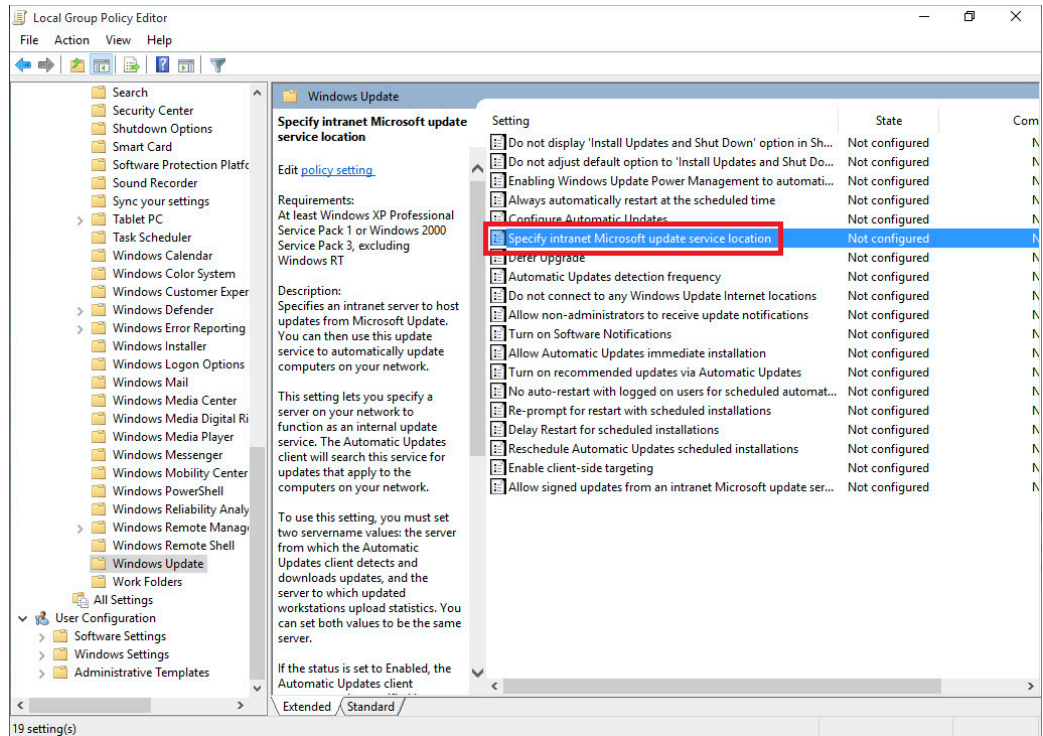 Local Group Policy Editor
File Action View Help
Search
Security Center
Shutdown Options
Smart Card
Software Protection Platfo
Sound Recorder
Sync your settings
Tablet PC
Task Scheduler
Windows Calendar
Windows Color System
Windows Customer Exper
Windows Defender
Windows Error Reporting
Windows Installer
Windows Logon Options
Windows Mail
Windows Media Center
Windows Media Digital Ri
Windows Media Player
Windows Messenger
Windows Mobility Center
Windows PowerShell
Windows Reliability Analy
Windows Remote Manag
Windows Remote Shell
Windows Update
Work Folders
All Settings
User Configuration
Software Settings
Windows Settings
Administrative Templates
Windows Update
Specify intranet Microsoft update
service location
Edit policy setting
Requirements:
At least Windows XP Professional
Service Pack 1 or Windows 2000
Service Pack 3, excluding
Windows RT
Description:
Specifies an intranet server to host
updates from Microsoft Update.
You can then use this update
service to automatically update
computers on your network.
This setting lets you specify a
server on your network to
function as an internal update
service. The Automatic Updates
client will search this service for
updates that apply to the
computers on your network.
To use this setting, you must set
two servername values: the server
from which the Automatic
Updates client detects and
downloads updates, and the
server to which updated
workstations upload statistics. You
can set both values to be the same
server.
If the status is set to Enabled, the
Automatic Updates client
Setting State Com
Do not display 'Install Updates and Shut Down' option in Sh... Not configured N
Do not adjust default option to 'Install Updates and Shut Do... Not configured N
Enabling Windows Update Power Management to automati... Not configured N
Always automatically restart at the scheduled time Not configured N
Configure Automatic Updates Not configured N
Specify intranet Microsoft update service location Not configured N
Defer Upgrade Not configured N
Automatic Updates detection frequency Not configured N
Do not connect to any Windows Update Internet locations Not configured N
Allow non-administrators to receive update notifications Not configured N
Turn on Software Notifications Not configured N
Allow Automatic Updates immediate installation Not configured N
Turn on recommended updates via Automatic Updates Not configured N
No auto-restart with logged on users for scheduled automat... Not configured N
Re-prompt for restart with scheduled installations Not configured N
Delay Restart for scheduled installations Not configured N
Reschedule Automatic Updates scheduled installations Not configured N
Enable client-side targeting Not configured N
Allow signed updates from an intranet Microsoft update ser... Not configured N
Extended Standard
19 setting(s)